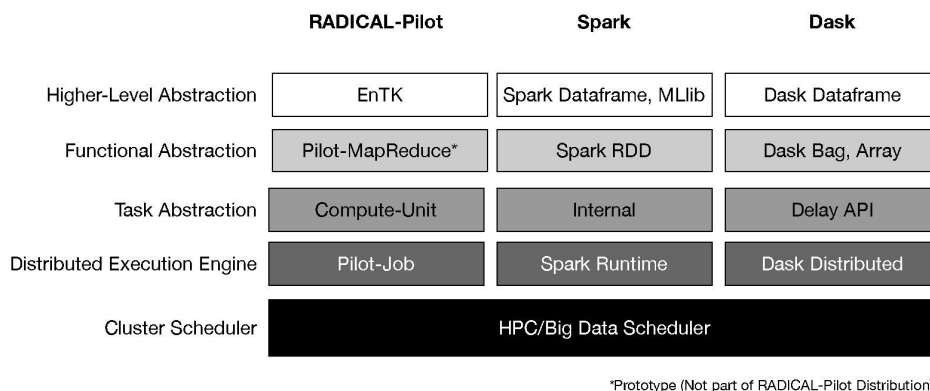 RADICAL-Pilot Spark Dask
Higher-Level Abstraction EnTK Spark Dataframe, MLlib Dask Dataframe
Functional Abstraction Pilot-MapReduce* Spark RDD Dask Bag, Array
Task Abstraction Compute-Unit Internal Delay API
Distributed Execution Engine Pilot-Job Spark Runtime Dask Distributed
Cluster Scheduler HPC/Big Data Scheduler
*Prototype (Not part of RADICAL-Pilot Distribution